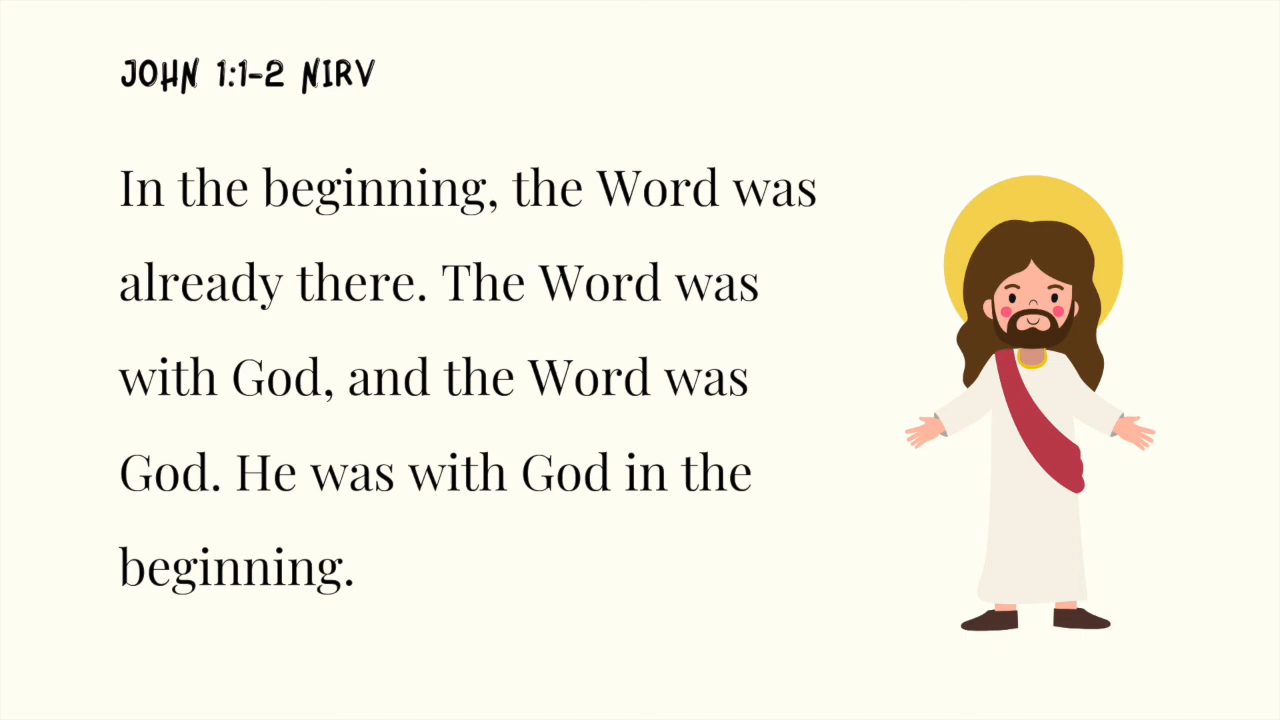 JOHN 1:1-2 NIRV
In the beginning, the Word was
already there. The Word was
with God, and the Word was
God. He was with God in the
beginning.